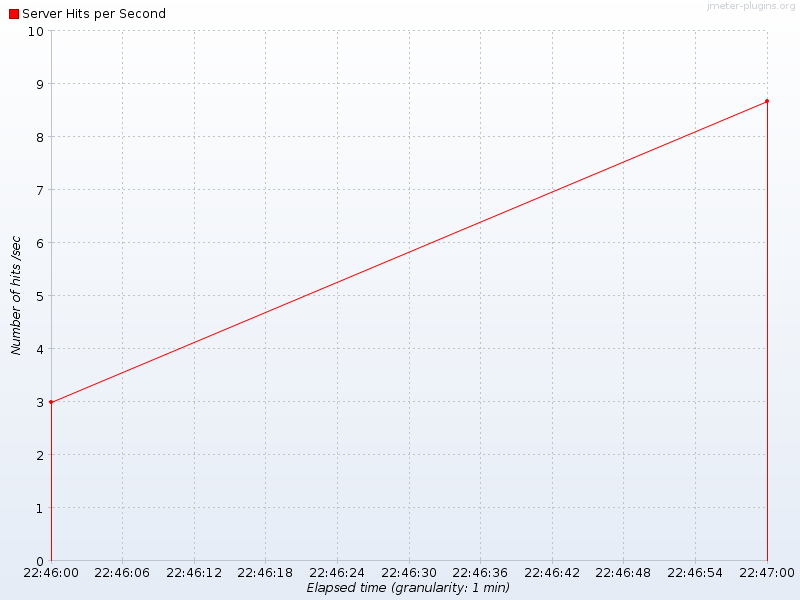 Server Hits per Second
jmeter-plugins.org
10
9
8
7
6
5
4
3
2
1
0
Number of hits /sec
22:46:00 22:46:06 22:46:12 22:46:18 22:46:24 22:46:30 22:46:36 22:46:42 22:46:48 22:46:54 22:47:00
Elapsed time (granularity: 1 min)